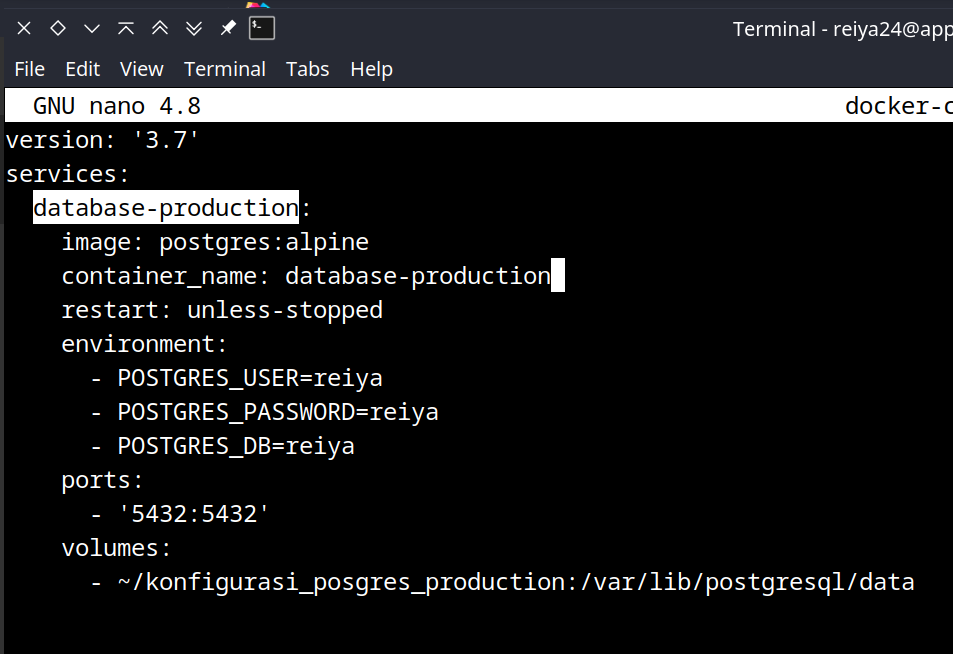 Terminal - reiya24@app
File Edit View Terminal Tabs Help
GNU nano 4.8 docker-c
version: '3.7'
services:
  database-production:
    image: postgres:alpine
    container_name: database-production
    restart: unless-stopped
    environment:
      - POSTGRES_USER=reiya
      - POSTGRES_PASSWORD=reiya
      - POSTGRES_DB=reiya
    ports:
      - '5432:5432'
    volumes:
      - ~/konfigurasi_posgres_production:/var/lib/postgresql/data